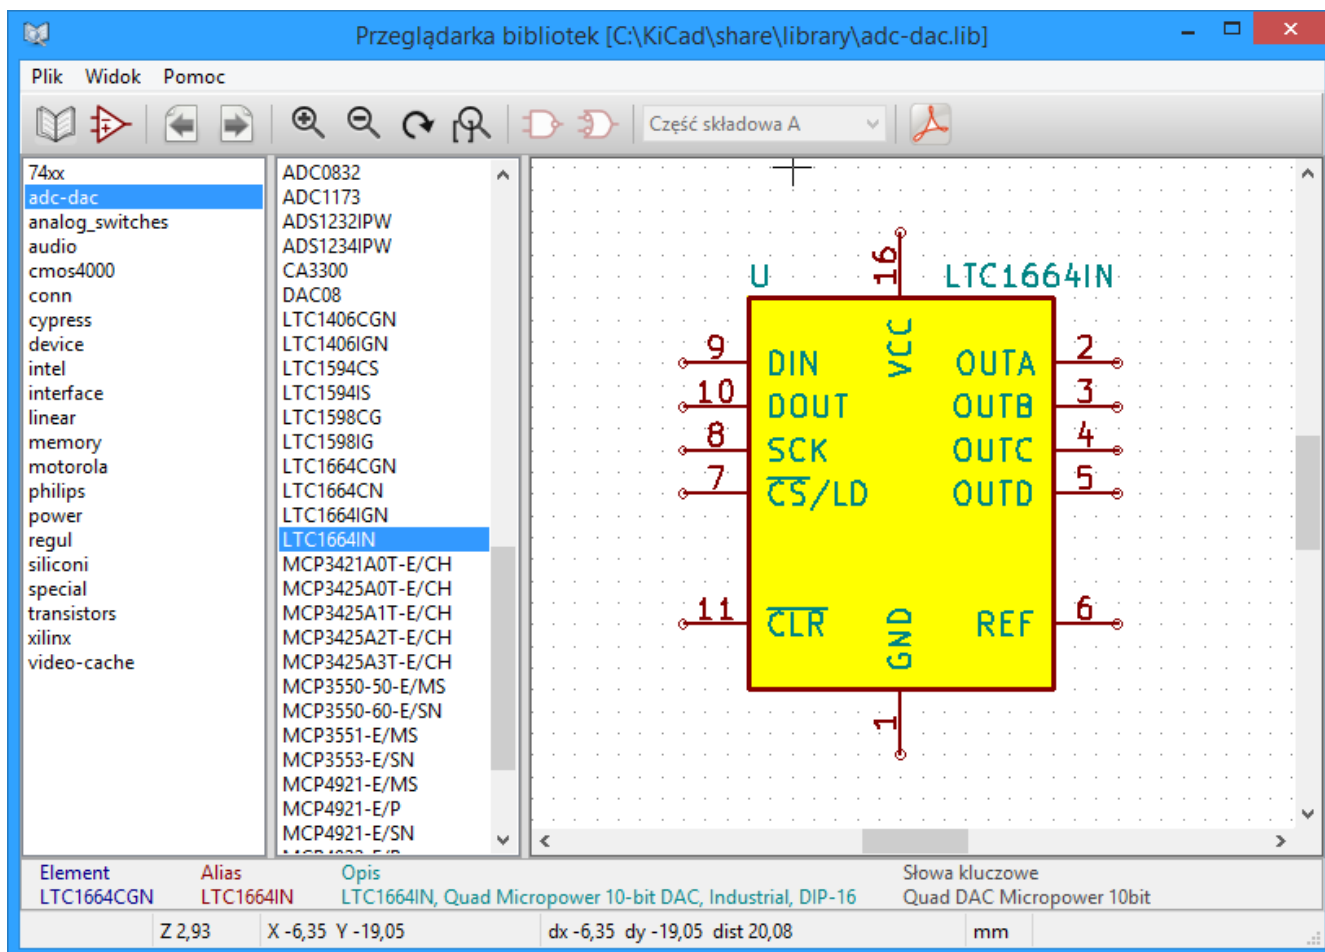 Przeglądarka bibliotek [C:\KiCad\share\library\adc-dac.lib]
Plik Widok Pomoc
Część składowa A
74xx
adc-dac
analog_switches
audio
cmos4000
conn
cypress
device
intel
interface
linear
memory
motorola
philips
power
regul
siliconi
special
transistors
xilinx
video-cache
ADC0832
ADC1173
ADS1232IPW
ADS1234IPW
CA3300
DAC08
LTC1406CGN
LTC1406IGN
LTC1594CS
LTC1594IS
LTC1598CG
LTC1598IG
LTC1664CGN
LTC1664CN
LTC1664IGN
LTC1664IN
MCP3421A0T-E/CH
MCP3425A0T-E/CH
MCP3425A1T-E/CH
MCP3425A2T-E/CH
MCP3425A3T-E/CH
MCP3550-50-E/MS
MCP3550-60-E/SN
MCP3551-E/MS
MCP3553-E/SN
MCP4921-E/MS
MCP4921-E/P
MCP4921-E/SN
U 16 LTC1664IN
VCC
9 DIN OUTA 2
10 DOUT OUTB 3
8 SCK OUTC 4
7 CS/LD OUTD 5
11 CLR GND REF 6
1
Element Alias Opis Słowa kluczowe
LTC1664CGN LTC1664IN LTC1664IN, Quad Micropower 10-bit DAC, Industrial, DIP-16 Quad DAC Micropower 10bit
Z 2,93 X -6,35 Y -19,05 dx -6,35 dy -19,05 dist 20,08 mm